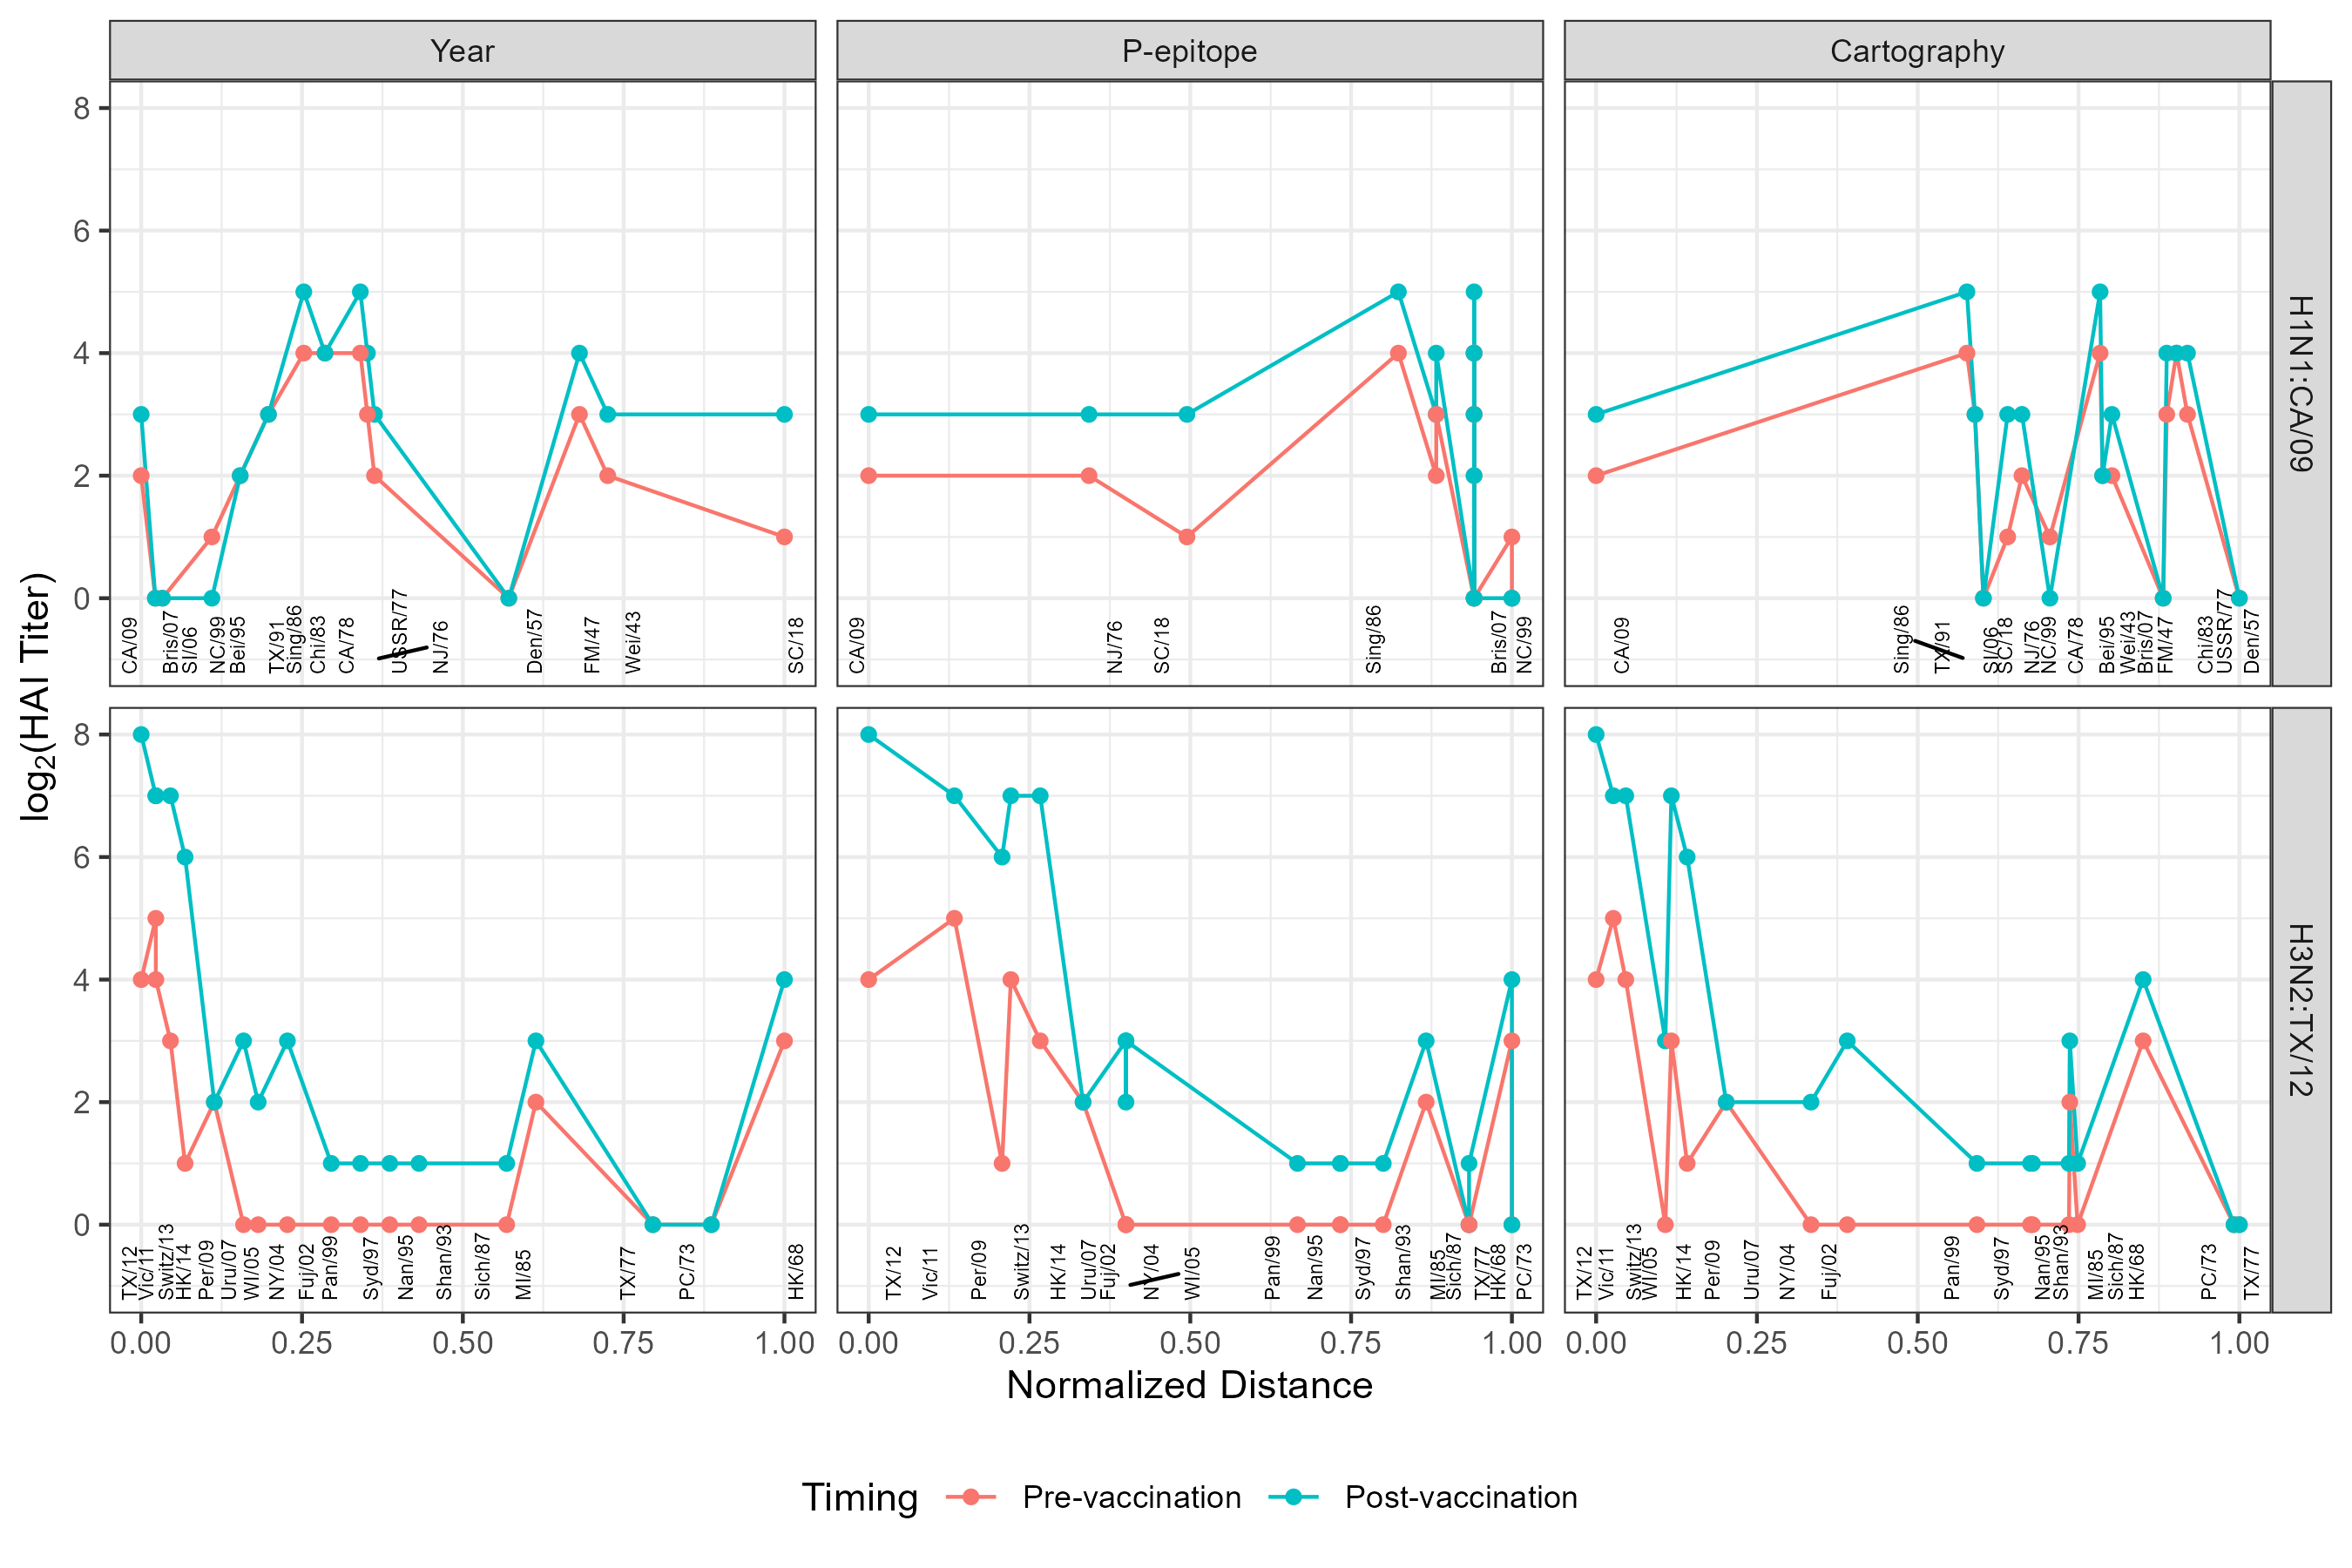 Year P-epitope Cartography
log2(HAI Titer)
8
6
4
2
0
CA/09 Bris/07 SI/06 NC/99 Bei/95 TX/91 Sing/86 Chi/83 CA/78 USSR/77 NJ/76 Den/57 FM/47 Wei/43 SC/18
CA/09 NJ/76 SC/18 Sing/86 Bris/07 NC/99
CA/09 Sing/86 TX/91 SI/06 SC/18 NJ/76 NC/99 CA/78 Bei/95 Wei/43 Bris/07 FM/47 Chi/83 USSR/77 Den/57
H1N1:CA/09
8
6
4
2
0
TX/12 Vic/11 Switz/13 HK/14 Per/09 Uru/07 WI/05 NY/04 Fuj/02 Pan/99 Syd/97 Nan/95 Shan/93 Sich/87 MI/85 TX/77 PC/73 HK/68
TX/12 Vic/11 Per/09 Switz/13 HK/14 Uru/07 Fuj/02 NY/04 WI/05 Pan/99 Nan/95 Syd/97 Shan/93 MI/85 Sich/87 TX/77 HK/68 PC/73
TX/12 Vic/11 Switz/13 WI/05 HK/14 Per/09 Uru/07 NY/04 Fuj/02 Pan/99 Syd/97 Nan/95 Shan/93 MI/85 Sich/87 HK/68 PC/73 TX/77
H3N2:TX/12
0.00 0.25 0.50 0.75 1.00 0.00 0.25 0.50 0.75 1.00 0.00 0.25 0.50 0.75 1.00
Normalized Distance
Timing Pre-vaccination Post-vaccination